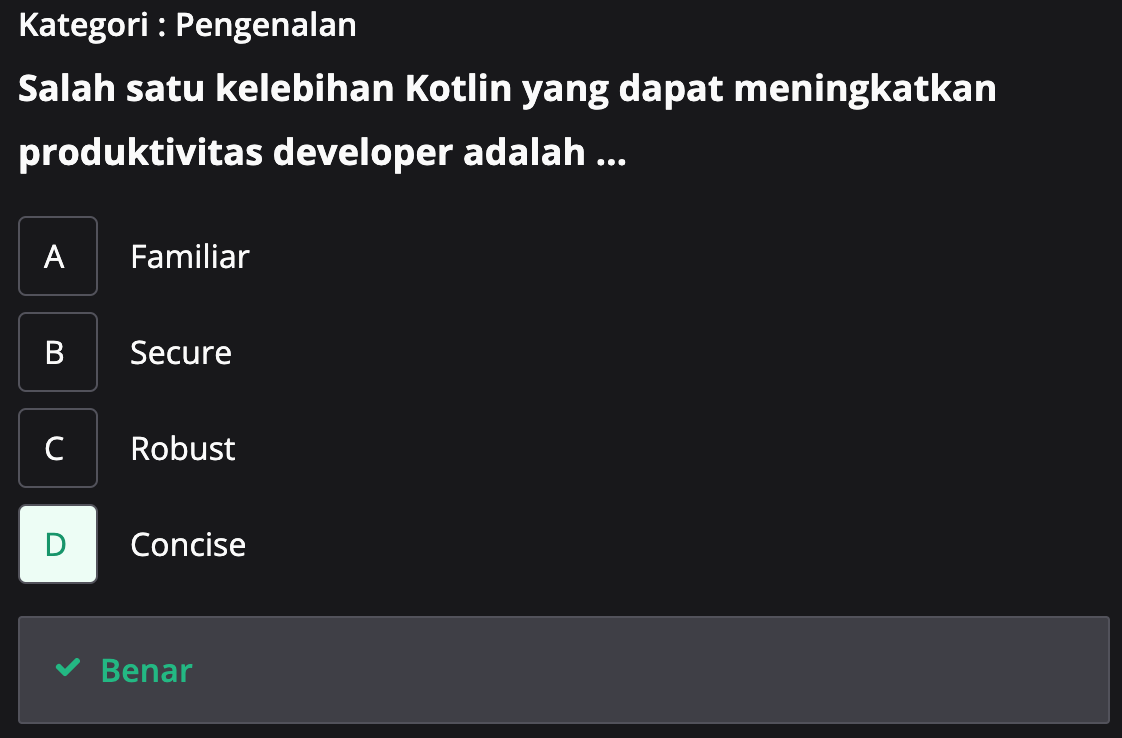 Kategori : Pengenalan
Salah satu kelebihan Kotlin yang dapat meningkatkan
produktivitas developer adalah ...
A Familiar
B Secure
C Robust
D Concise
Benar